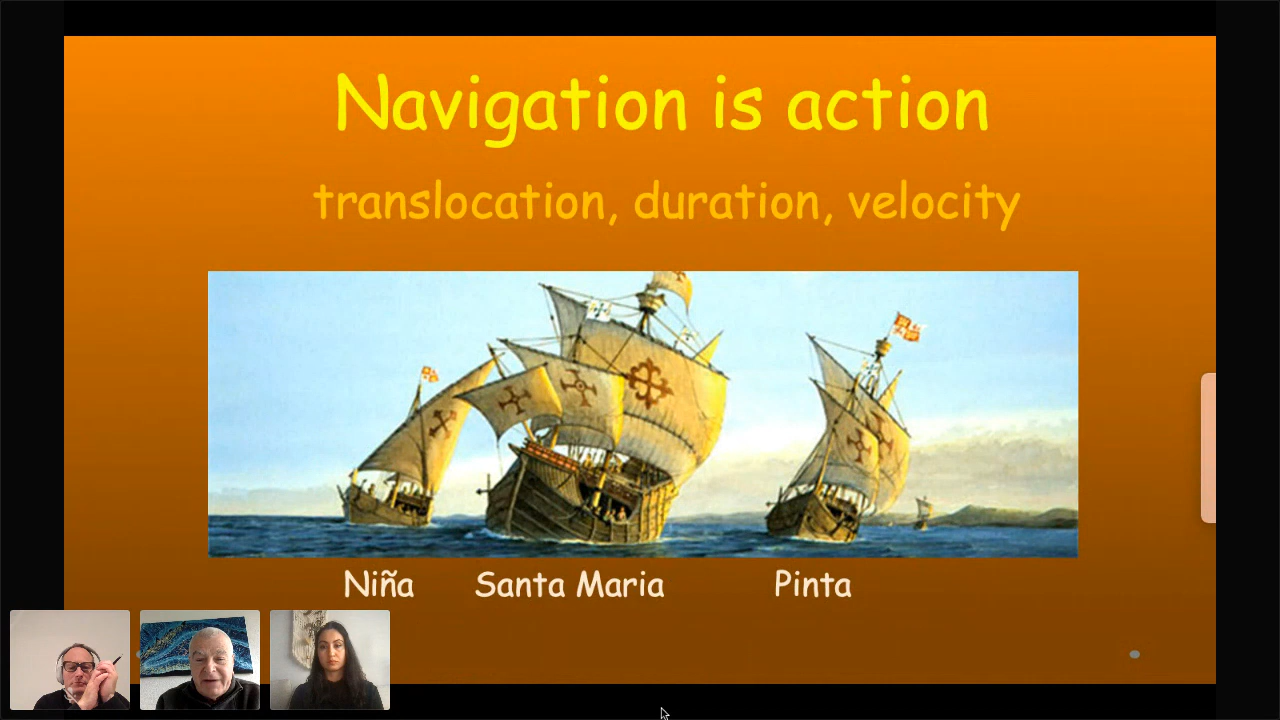 Navigation is action
translocation, duration, velocity
Niña Santa Maria Pinta